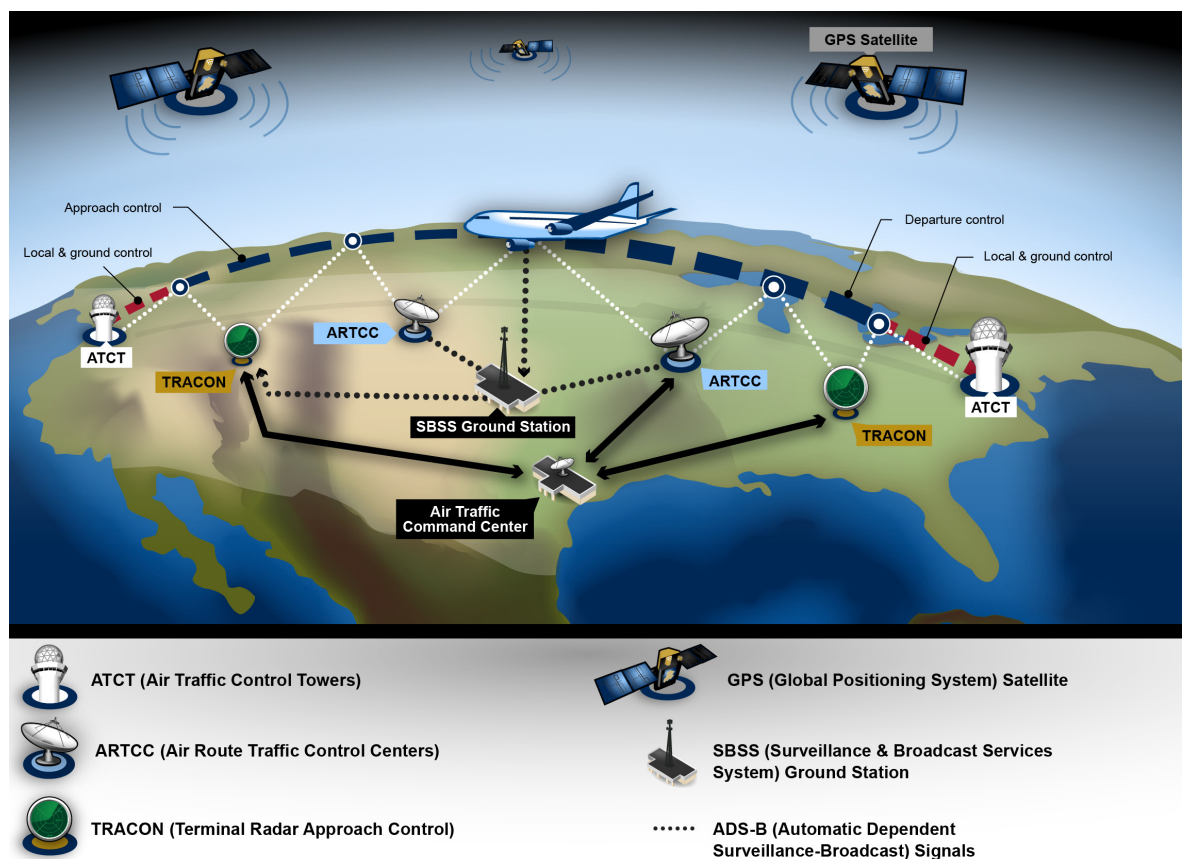 GPS Satellite
Approach control
Departure control
Local & ground control
Local & ground control
ARTCC
ATCT
TRACON
ARTCC
ATCT
SBSS Ground Station
TRACON
Air Traffic
Command Center
ATCT (Air Traffic Control Towers)
GPS (Global Positioning System) Satellite
ARTCC (Air Route Traffic Control Centers)
SBSS (Surveillance & Broadcast Services
System) Ground Station
TRACON (Terminal Radar Approach Control)
ADS-B (Automatic Dependent
Surveillance-Broadcast) Signals